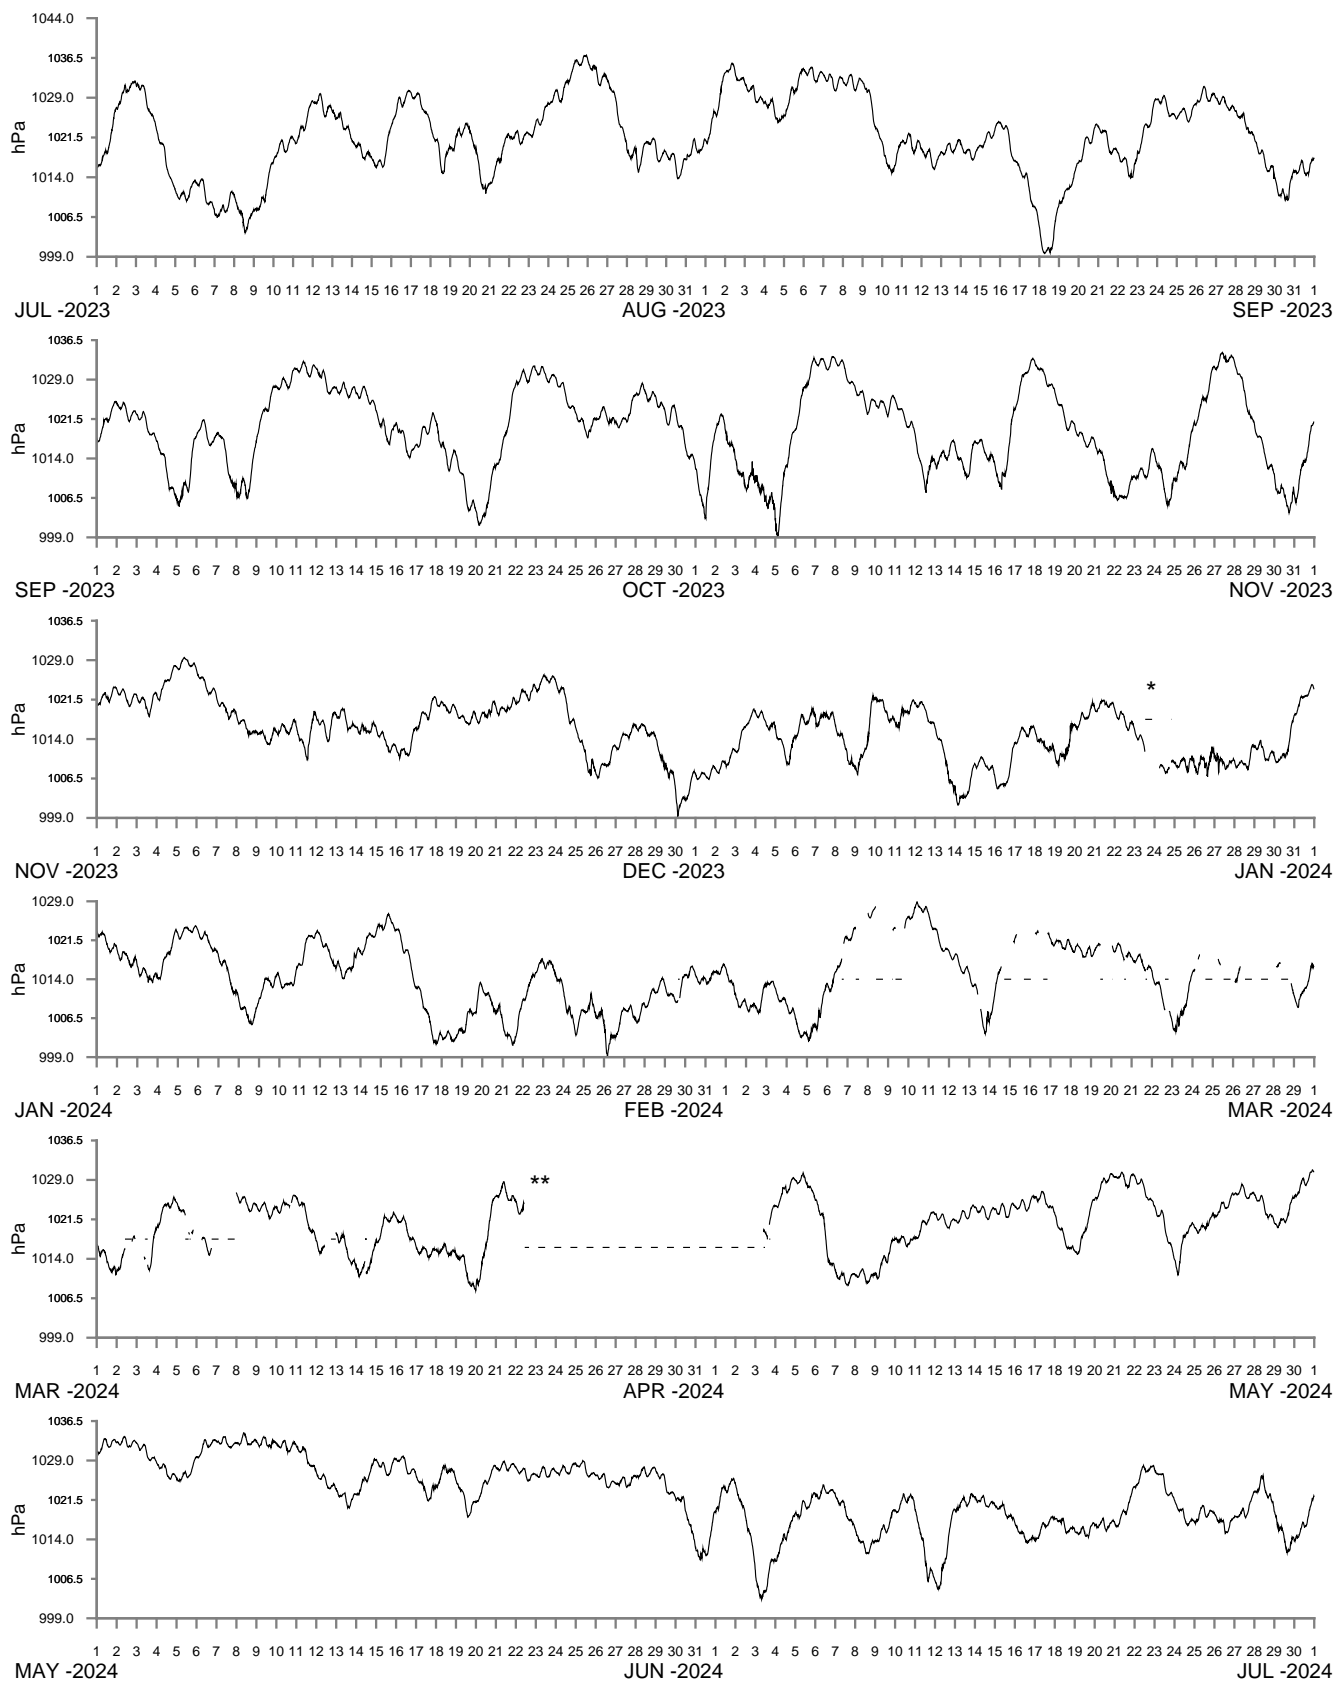 1044.0
1036.5
1029.0
1021.5
1014.0
1006.5
999.0
hPa
1 2 3 4 5 6 7 8 9 10 11 12 13 14 15 16 17 18 19 20 21 22 23 24 25 26 27 28 29 30 31 1 2 3 4 5 6 7 8 9 10 11 12 13 14 15 16 17 18 19 20 21 22 23 24 25 26 27 28 29 30 31 1
JUL -2023 AUG -2023 SEP -2023
1036.5
1029.0
1021.5
1014.0
1006.5
999.0
hPa
1 2 3 4 5 6 7 8 9 10 11 12 13 14 15 16 17 18 19 20 21 22 23 24 25 26 27 28 29 30 1 2 3 4 5 6 7 8 9 10 11 12 13 14 15 16 17 18 19 20 21 22 23 24 25 26 27 28 29 30 31 1
SEP -2023 OCT -2023 NOV -2023
1036.5
1029.0
1021.5
1014.0
1006.5
999.0
hPa
*
1 2 3 4 5 6 7 8 9 10 11 12 13 14 15 16 17 18 19 20 21 22 23 24 25 26 27 28 29 30 1 2 3 4 5 6 7 8 9 10 11 12 13 14 15 16 17 18 19 20 21 22 23 24 25 26 27 28 29 30 31 1
NOV -2023 DEC -2023 JAN -2024
1029.0
1021.5
1014.0
1006.5
999.0
hPa
1 2 3 4 5 6 7 8 9 10 11 12 13 14 15 16 17 18 19 20 21 22 23 24 25 26 27 28 29 30 31 1 2 3 4 5 6 7 8 9 10 11 12 13 14 15 16 17 18 19 20 21 22 23 24 25 26 27 28 29 1
JAN -2024 FEB -2024 MAR -2024
1036.5
1029.0
1021.5
1014.0
1006.5
999.0
hPa
**
1 2 3 4 5 6 7 8 9 10 11 12 13 14 15 16 17 18 19 20 21 22 23 24 25 26 27 28 29 30 31 1 2 3 4 5 6 7 8 9 10 11 12 13 14 15 16 17 18 19 20 21 22 23 24 25 26 27 28 29 30 1
MAR -2024 APR -2024 MAY -2024
1036.5
1029.0
1021.5
1014.0
1006.5
999.0
hPa
1 2 3 4 5 6 7 8 9 10 11 12 13 14 15 16 17 18 19 20 21 22 23 24 25 26 27 28 29 30 31 1 2 3 4 5 6 7 8 9 10 11 12 13 14 15 16 17 18 19 20 21 22 23 24 25 26 27 28 29 30 1
MAY -2024 JUN -2024 JUL -2024